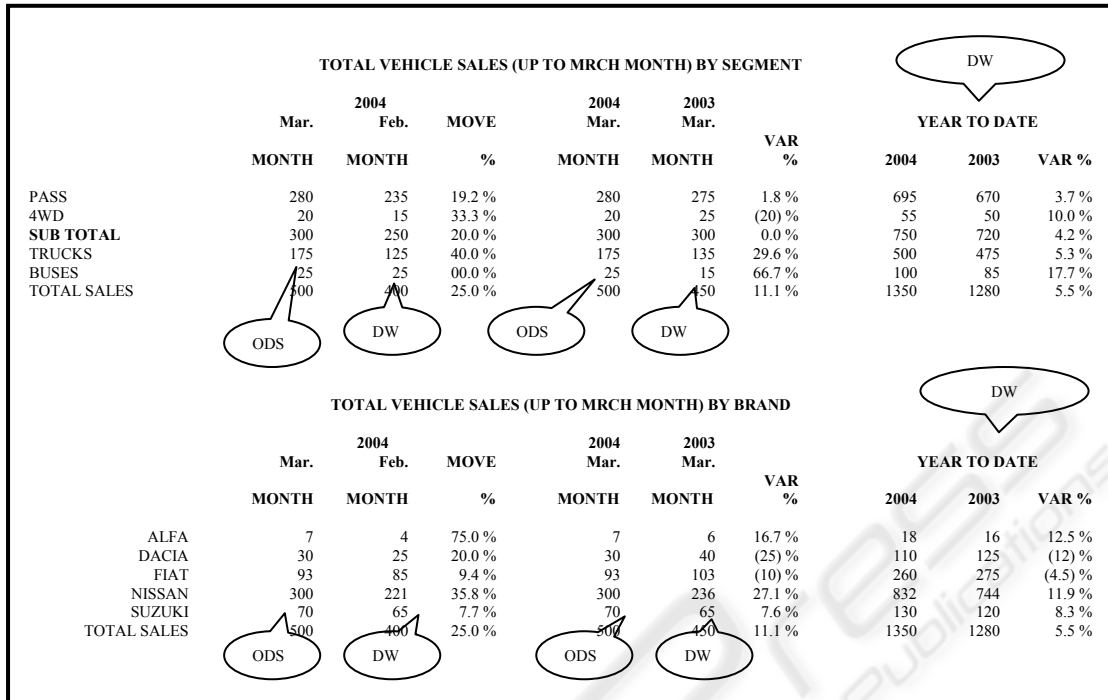 DW
TOTAL VEHICLE SALES (UP TO MRCH MONTH) BY SEGMENT
2004 2004 2003
Mar. Feb. MOVE Mar. Mar. YEAR TO DATE
VAR
MONTH MONTH % MONTH MONTH % 2004 2003 VAR %
PASS 280 235 19.2 % 280 275 1.8 % 695 670 3.7 %
4WD 20 15 33.3 % 20 25 (20) % 55 50 10.0 %
SUB TOTAL 300 250 20.0 % 300 300 0.0 % 750 720 4.2 %
TRUCKS 175 125 40.0 % 175 135 29.6 % 500 475 5.3 %
BUSES 25 25 00.0 % 25 15 66.7 % 100 85 17.7 %
TOTAL SALES 500 400 25.0 % 500 450 11.1 % 1350 1280 5.5 %
ODS DW ODS DW
DW
TOTAL VEHICLE SALES (UP TO MRCH MONTH) BY BRAND
2004 2004 2003
Mar. Feb. MOVE Mar. Mar. YEAR TO DATE
VAR
MONTH MONTH % MONTH MONTH % 2004 2003 VAR %
ALFA 7 4 75.0 % 7 6 16.7 % 18 16 12.5 %
DACIA 30 25 20.0 % 30 40 (25) % 110 125 (12) %
FIAT 93 85 9.4 % 93 103 (10) % 260 275 (4.5) %
NISSAN 300 221 35.8 % 300 236 27.1 % 832 744 11.9 %
SUZUKI 70 65 7.7 % 70 65 7.6 % 130 120 8.3 %
TOTAL SALES 500 400 25.0 % 500 450 11.1 % 1350 1280 5.5 %
ODS DW ODS DW
Press
Publications